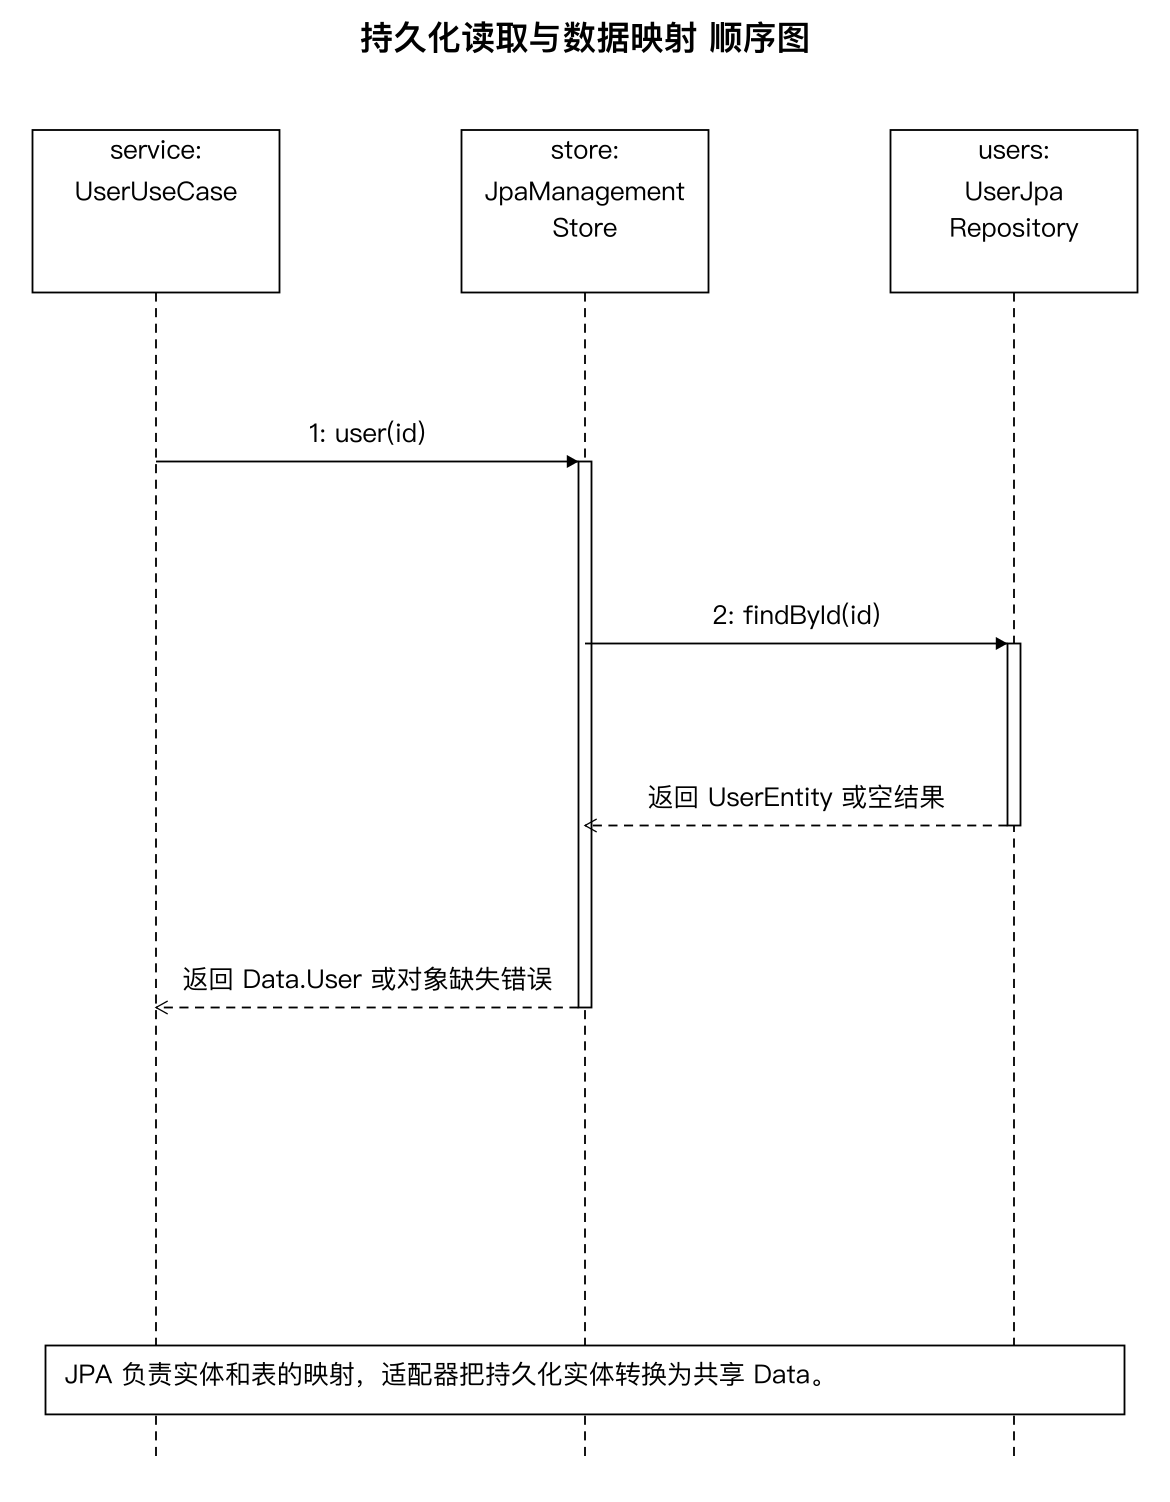 持久化读取与数据映射 顺序图
service:
UserUseCase
store:
JpaManagement
Store
users:
UserJpa
Repository
1: user(id)
2: findById(id)
返回 UserEntity 或空结果
返回 Data.User 或对象缺失错误
JPA 负责实体和表的映射，适配器把持久化实体转换为共享 Data。